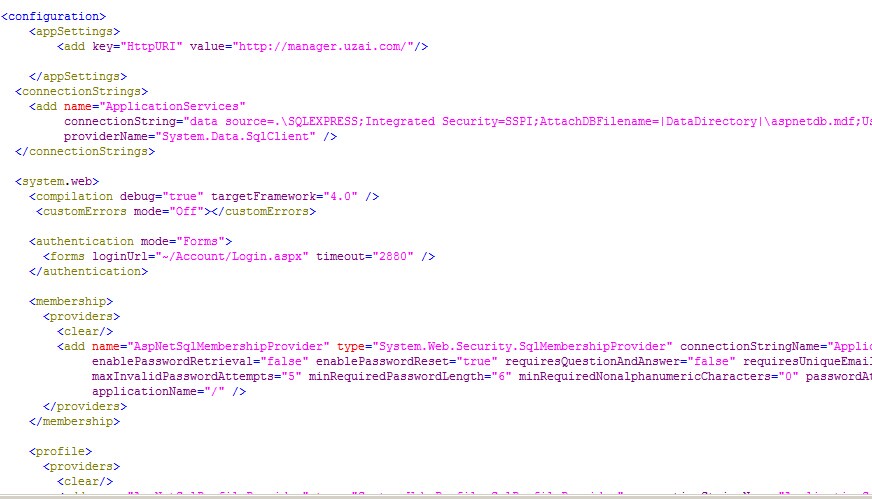 <configuration>
<appSettings>
<add key="HttpURI" value="http://manager.uzai.com/"/>
</appSettings>
<connectionStrings>
<add name="ApplicationServices"
connectionString="data source=.\SQLEXPRESS;Integrated Security=SSPI;AttachDBFilename=|DataDirectory|\aspnetdb.mdf;Us
providerName="System.Data.SqlClient" />
</connectionStrings>
<system.web>
<compilation debug="true" targetFramework="4.0" />
<customErrors mode="Off"></customErrors>
<authentication mode="Forms">
<forms loginUrl="~/Account/Login.aspx" timeout="2880" />
</authentication>
<membership>
<providers>
<clear/>
<add name="AspNetSqlMembershipProvider" type="System.Web.Security.SqlMembershipProvider" connectionStringName="Applic
enablePasswordRetrieval="false" enablePasswordReset="true" requiresQuestionAndAnswer="false" requiresUniqueEmail
maxInvalidPasswordAttempts="5" minRequiredPasswordLength="6" minRequiredNonalphanumericCharacters="0" passwordAt
applicationName="/" />
</providers>
</membership>
<profile>
<providers>
<clear/>